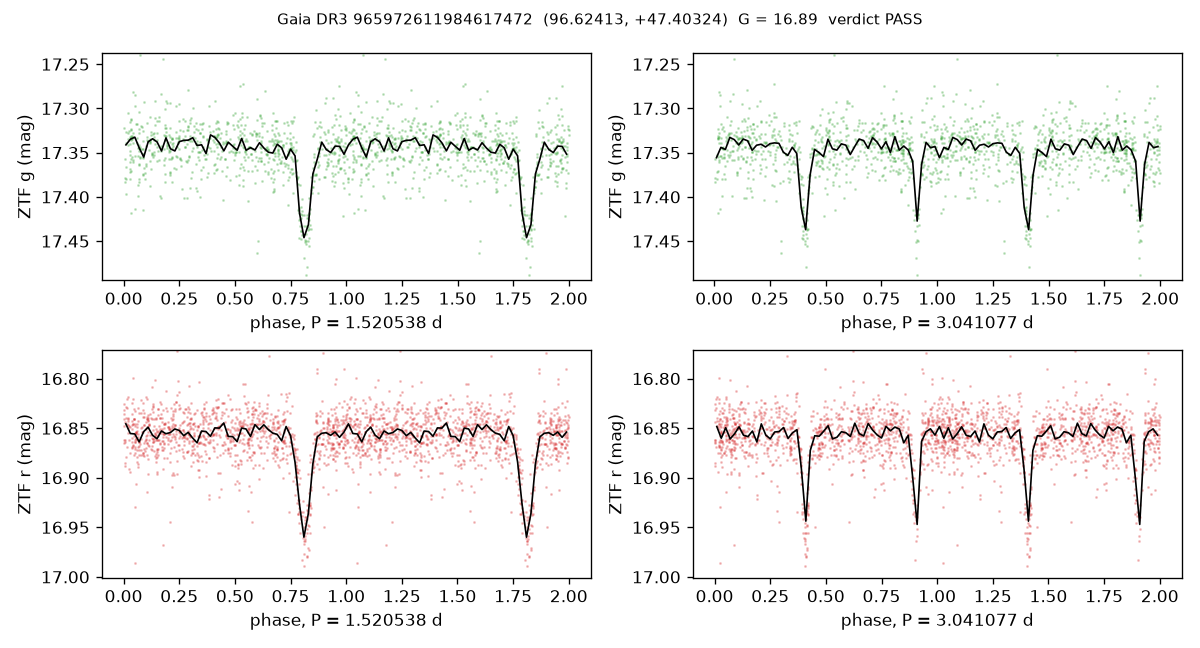 Gaia DR3 965972611984617472  (96.62413, +47.40324)  G = 16.89  verdict PASS
ZTF g (mag)
17.25
17.30
17.35
17.40
17.45
0.00 0.25 0.50 0.75 1.00 1.25 1.50 1.75 2.00
phase, P = 1.520538 d
ZTF g (mag)
17.25
17.30
17.35
17.40
17.45
0.00 0.25 0.50 0.75 1.00 1.25 1.50 1.75 2.00
phase, P = 3.041077 d
ZTF r (mag)
16.80
16.85
16.90
16.95
17.00
0.00 0.25 0.50 0.75 1.00 1.25 1.50 1.75 2.00
phase, P = 1.520538 d
ZTF r (mag)
16.80
16.85
16.90
16.95
17.00
0.00 0.25 0.50 0.75 1.00 1.25 1.50 1.75 2.00
phase, P = 3.041077 d